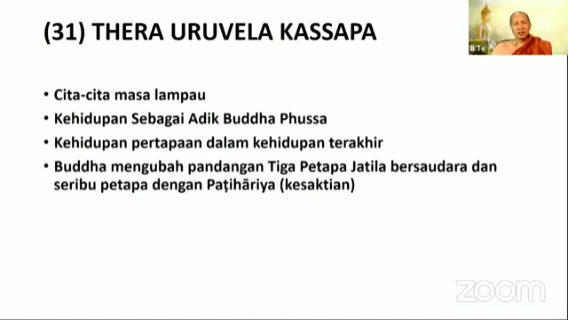 (31) THERA URUVELA KASSAPA
B Tv
• Cita-cita masa lampau
• Kehidupan Sebagai Adik Buddha Phussa
• Kehidupan pertapaan dalam kehidupan terakhir
• Buddha mengubah pandangan Tiga Petapa Jatila bersaudara dan
seribu petapa dengan Paṭihāriya (kesaktian)
zoom